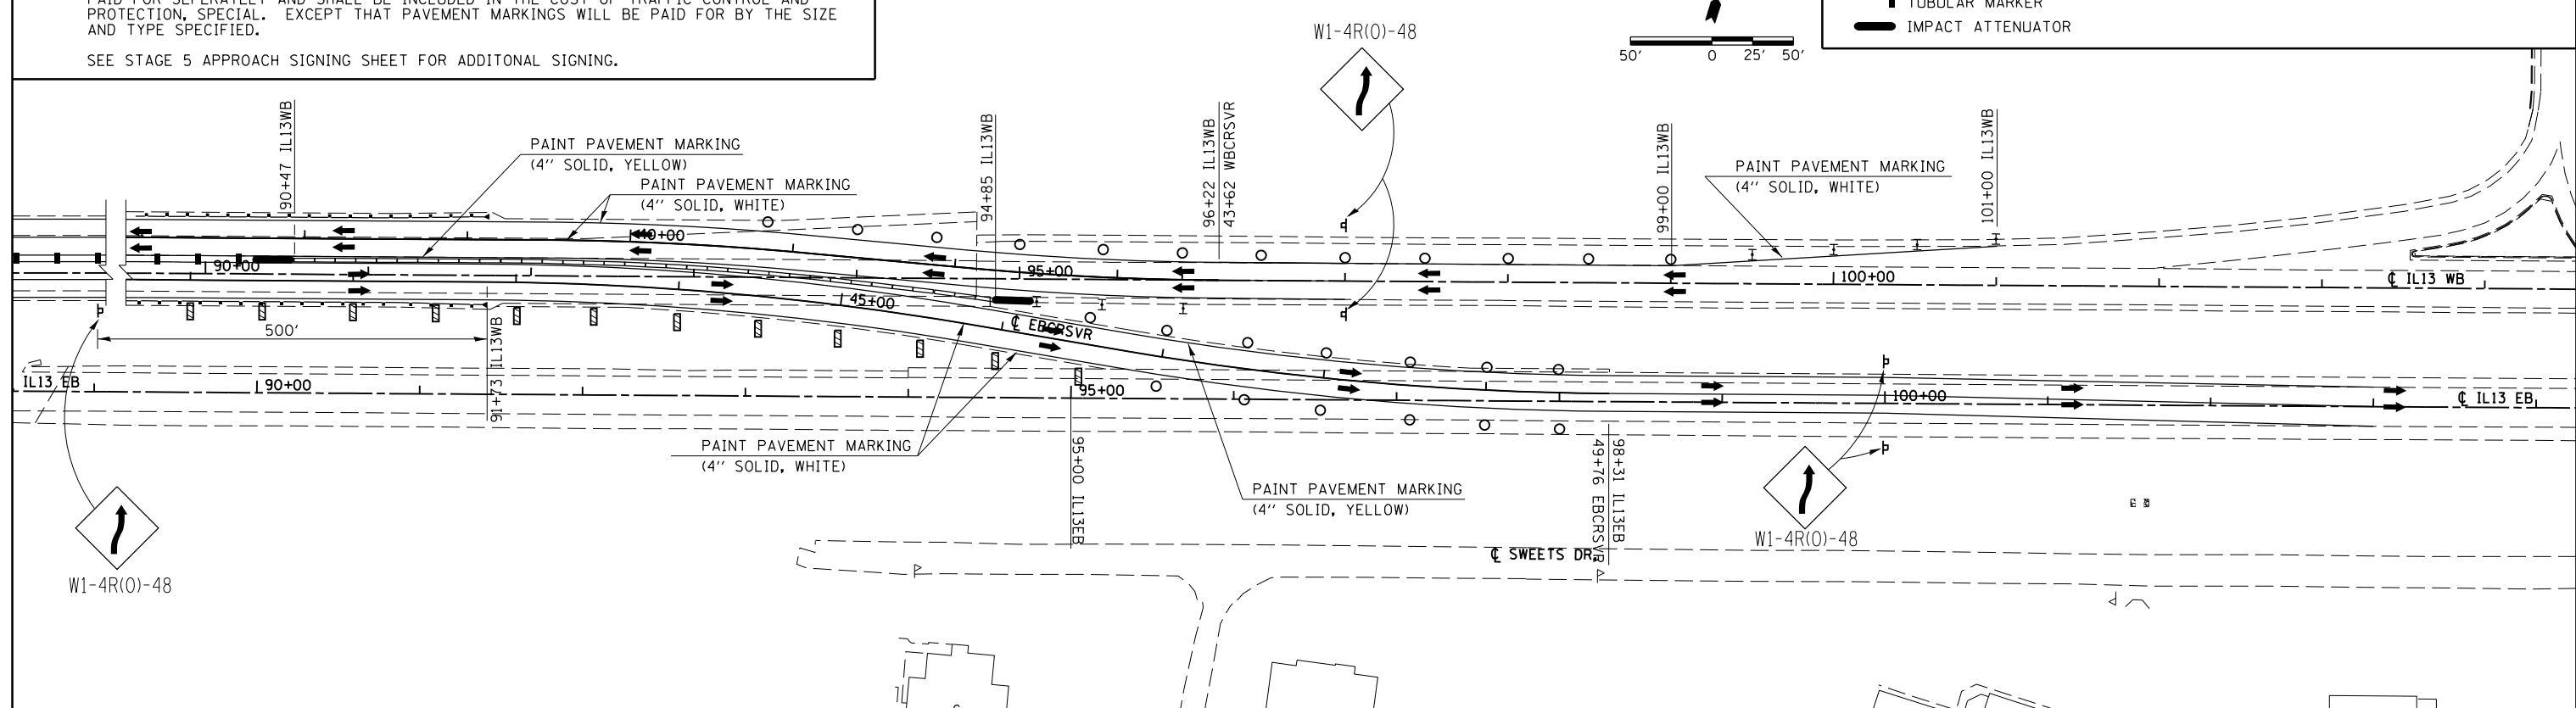 PAID FOR SEPERATELY AND SHALL BE INCLUDED IN THE COST OF TRAFFIC CONTROL AND
PROTECTION, SPECIAL. EXCEPT THAT PAVEMENT MARKINGS WILL BE PAID FOR BY THE SIZE
AND TYPE SPECIFIED.
SEE STAGE 5 APPROACH SIGNING SHEET FOR ADDITONAL SIGNING.
W1-4R(O)-48
50' 0 25' 50'
TUBULAR MARKER
IMPACT ATTENUATOR
90+47 IL13WB
PAINT PAVEMENT MARKING
(4" SOLID, YELLOW)
PAINT PAVEMENT MARKING
(4" SOLID, WHITE)
94+85 IL13WB
96+22 IL13WB
43+62 WBCRSVR
99+00 IL13WB
PAINT PAVEMENT MARKING
(4" SOLID, WHITE)
101+00 IL13WB
40+00
90+00
95+00
100+00
℄ IL13 WB
45+00
℄ EBCRSVR
500'
91+73 IL13WB
IL13 EB
90+00
95+00
100+00
℄ IL13 EB
PAINT PAVEMENT MARKING
(4" SOLID, WHITE)
95+00 IL13EB
PAINT PAVEMENT MARKING
(4" SOLID, YELLOW)
49+76 EBCRSVR
98+31 IL13EB
W1-4R(O)-48
℄ SWEETS DR.
W1-4R(O)-48